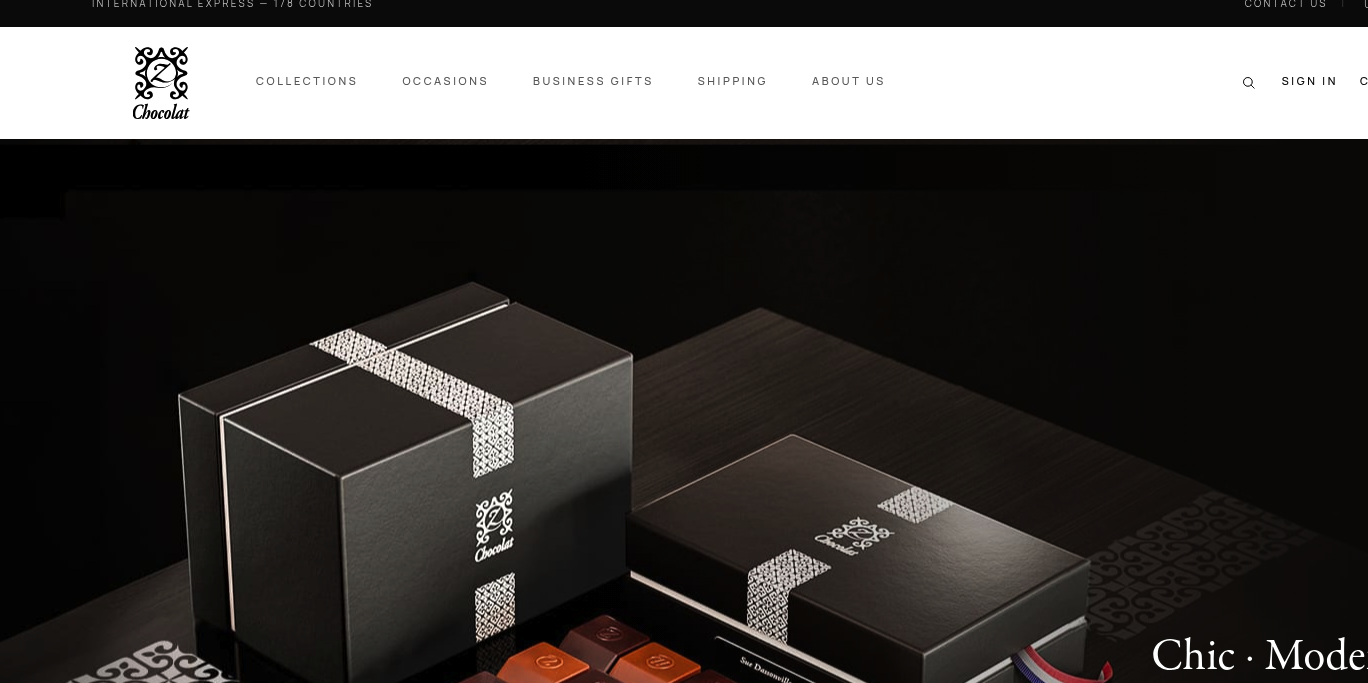 INTERNATIONAL EXPRESS — 178 COUNTRIES
CONTACT US
Z
Chocolat
COLLECTIONS
OCCASIONS
BUSINESS GIFTS
SHIPPING
ABOUT US
SIGN IN
Z
Chocolat
Z
Chocolat
Chic · Mode